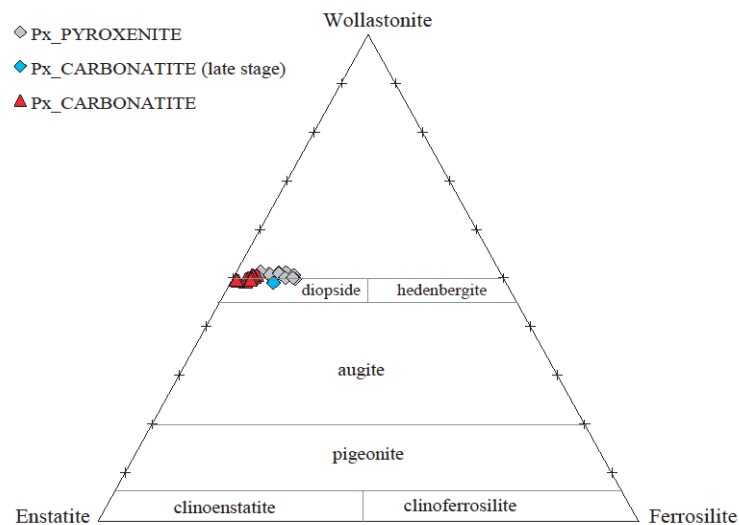 Wollastonite
Px_PYROXENITE
Px_CARBONATITE (late stage)
Px_CARBONATITE
diopside
hedenbergite
augite
pigeonite
clinoenstatite
clinoferrosilite
Enstatite
Ferrosilite